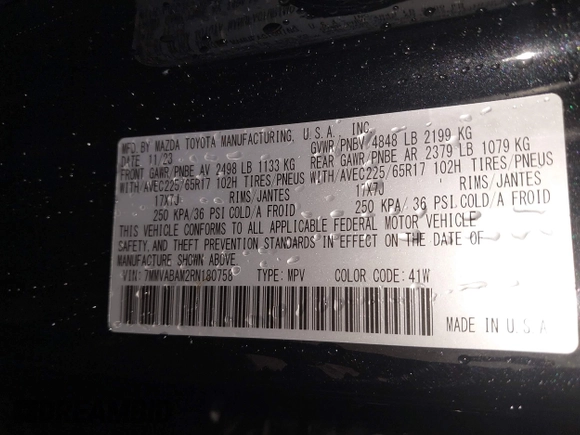 MFD BY MAZDA TOYOTA MANUFACTURING, U.S.A., INC.
DATE 11/23 GVWR/PNBV 4848 LB 2199 KG
FRONT GAWR/PNBE AV 2498 LB 1133 KG REAR GAWR/PNBE AR 2379 LB 1079 KG
WITH/AVEC225/65R17 102H TIRES/PNEUS WITH/AVEC225/65R17 102H TIRES/PNEUS
17X7J RIMS/JANTES 17X7J RIMS/JANTES
250 KPA/36 PSI.COLD/A FROID 250 KPA/ 36 PSI.COLD/A FROID
THIS VEHICLE CONFORMS TO ALL APPLICABLE FEDERAL MOTOR VEHICLE
SAFETY, AND THEFT PREVENTION STANDARDS IN EFFECT ON THE DATE OF
MANUFACTURE SHOWN ABOVE.
VIN: 7MMVABAM2RN180756 TYPE: MPV COLOR CODE: 41W
MADE IN U.S.A